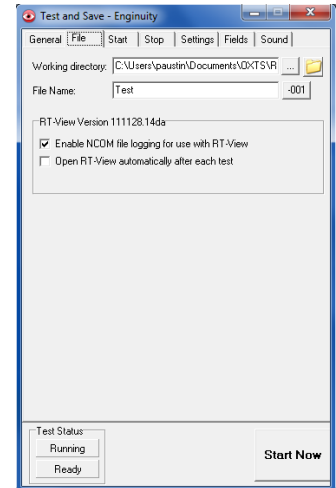 Test and Save - Enginuity
General File Start Stop Settings Fields Sound
Working directory: C:\Users\paustin\Documents\OXTS\R ...
File Name: Test -001
RT-View Version 111128.14da
Enable NCOM file logging for use with RT-View
Open RT-View automatically after each test
Test Status
Running
Ready
Start Now